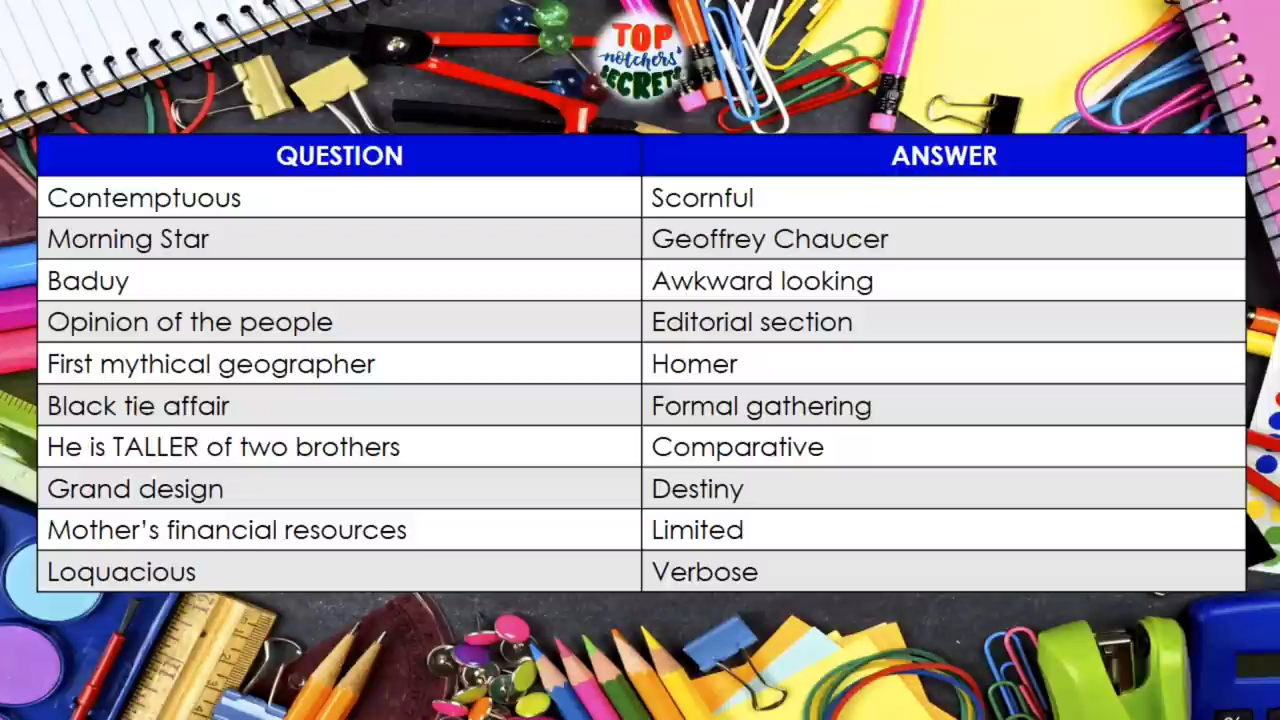 TOP
notchers'
SECRETS
QUESTION ANSWER
Contemptuous Scornful
Morning Star Geoffrey Chaucer
Baduy Awkward looking
Opinion of the people Editorial section
First mythical geographer Homer
Black tie affair Formal gathering
He is TALLER of two brothers Comparative
Grand design Destiny
Mother's financial resources Limited
Loquacious Verbose